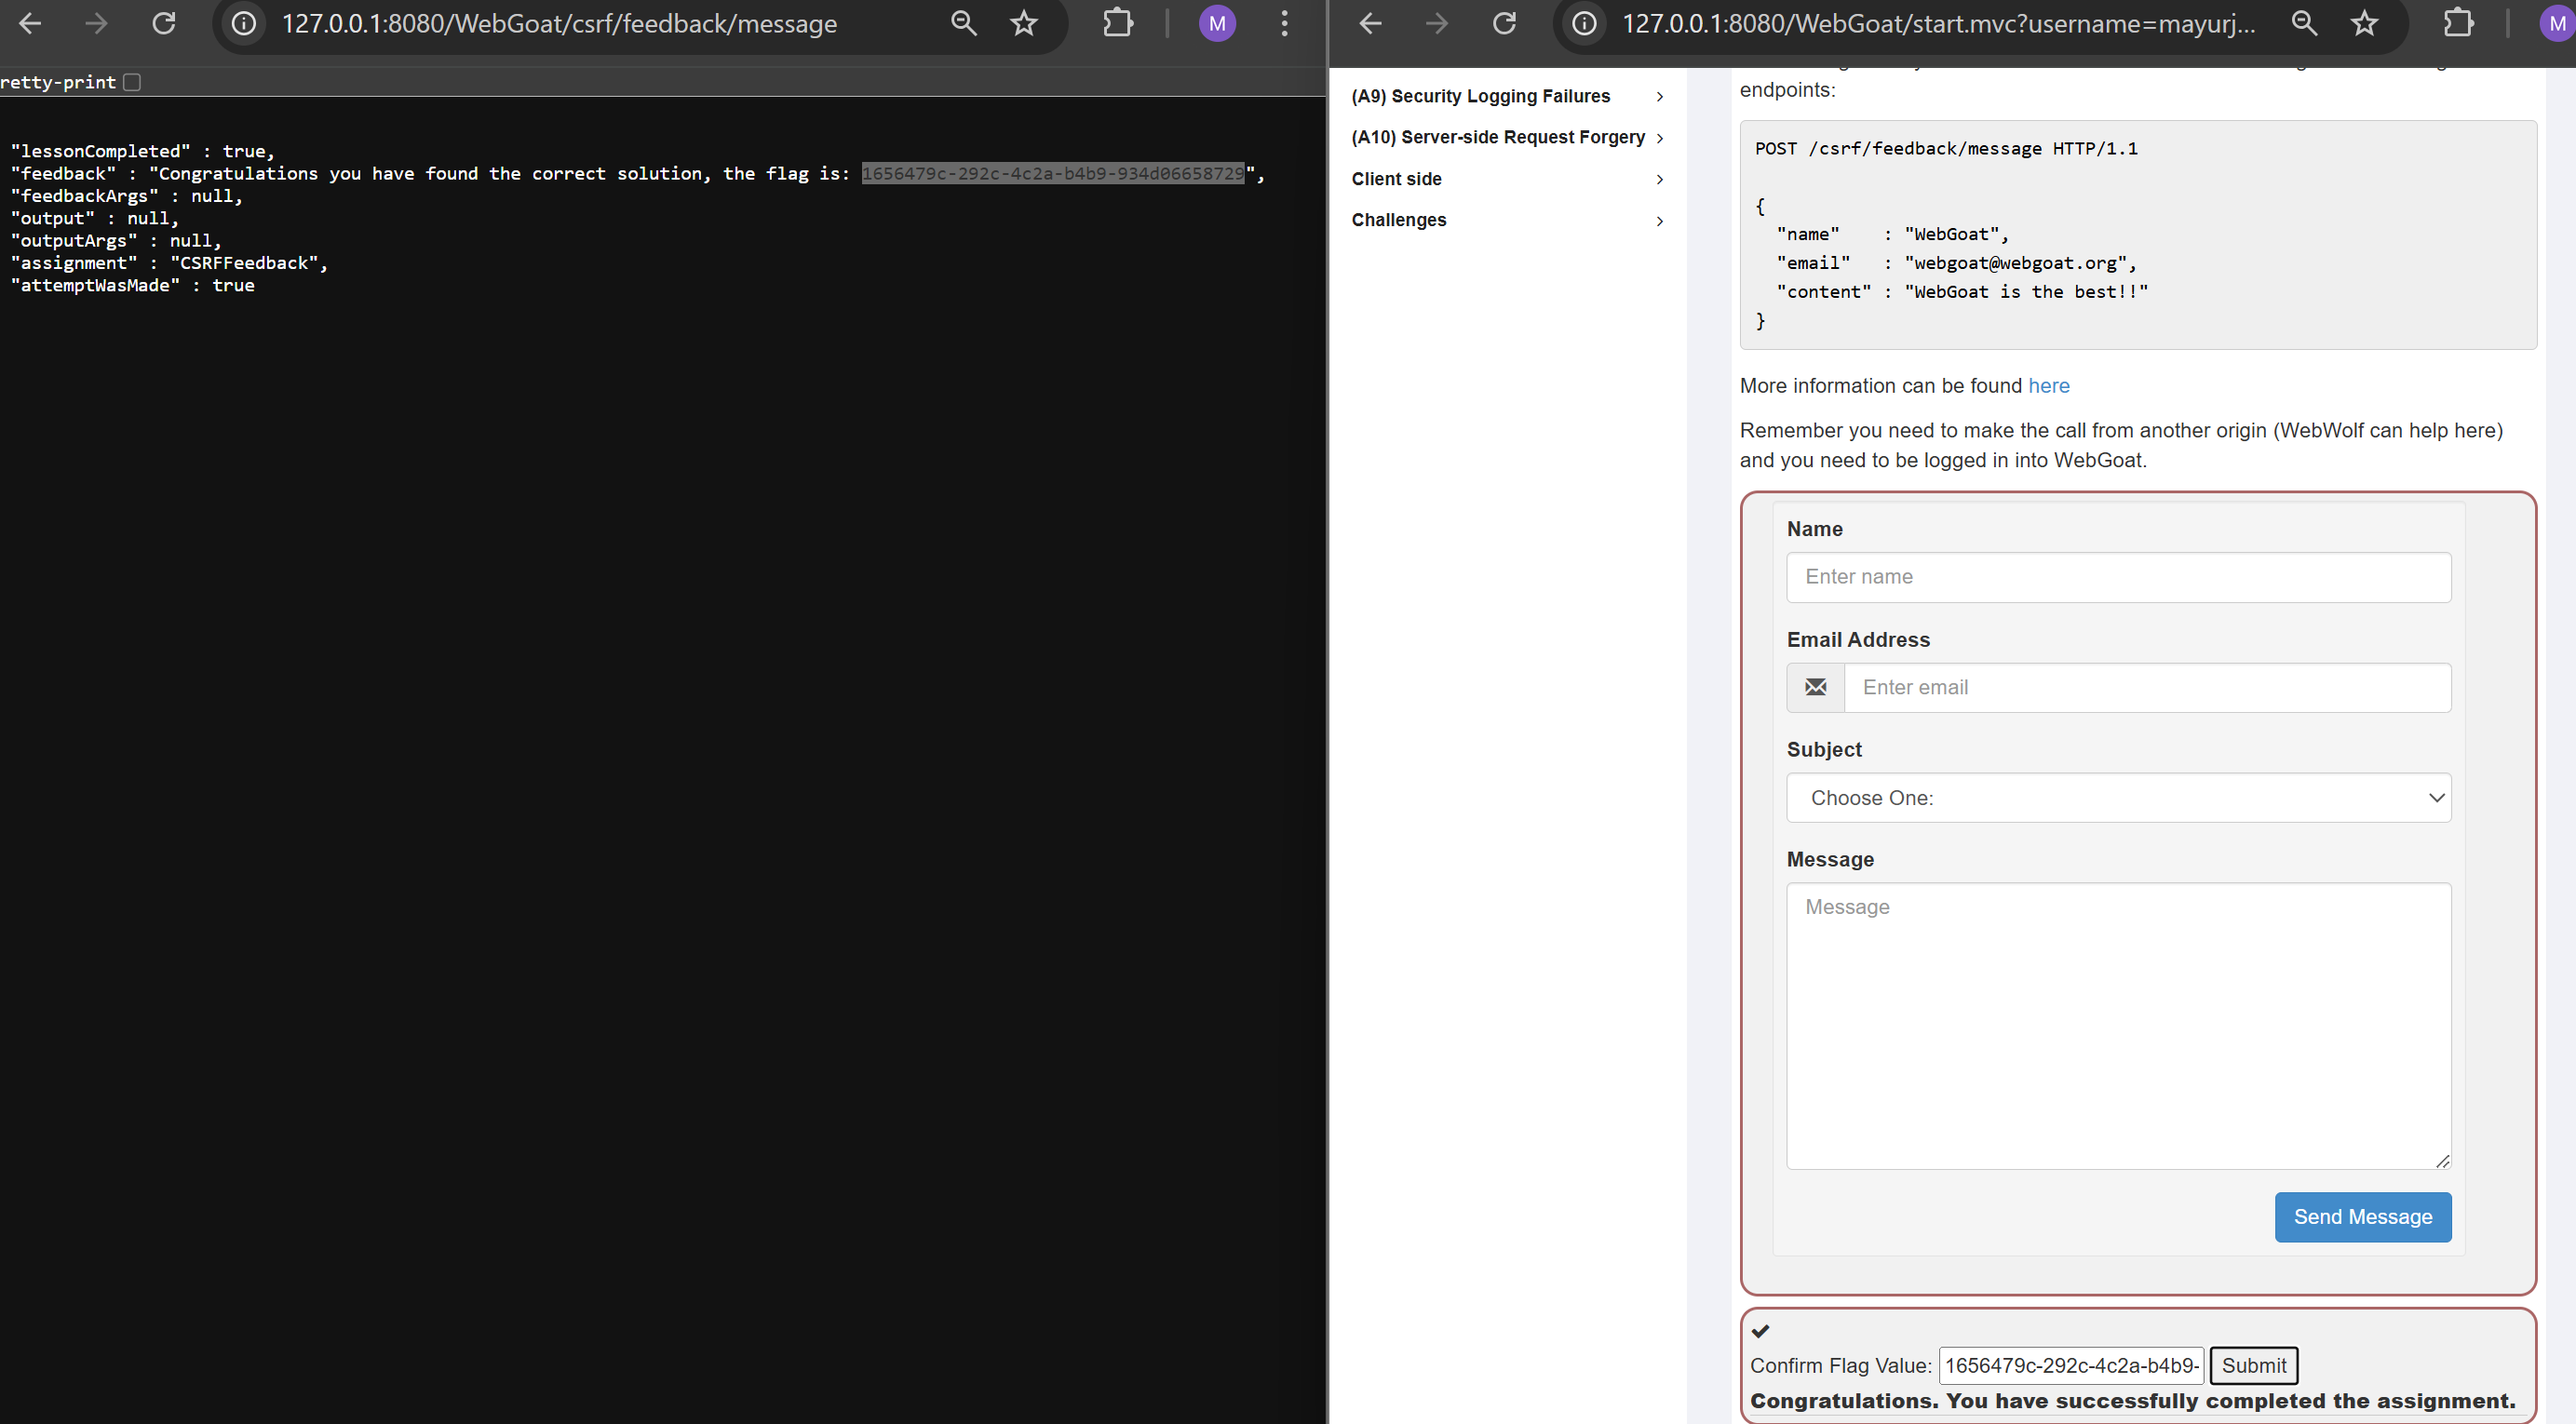 127.0.0.1:8080/WebGoat/csrf/feedback/message
M
retty-print
"lessonCompleted" : true,
"feedback" : "Congratulations you have found the correct solution, the flag is: 1656479c-292c-4c2a-b4b9-934d06658729",
"feedbackArgs" : null,
"output" : null,
"outputArgs" : null,
"assignment" : "CSRFFeedback",
"attemptWasMade" : true
127.0.0.1:8080/WebGoat/start.mvc?username=mayurj...
M
(A9) Security Logging Failures
(A10) Server-side Request Forgery
Client side
Challenges
endpoints:
POST /csrf/feedback/message HTTP/1.1
{
"name" : "WebGoat",
"email" : "webgoat@webgoat.org",
"content" : "WebGoat is the best!!"
}
More information can be found here
Remember you need to make the call from another origin (WebWolf can help here)
and you need to be logged in into WebGoat.
Name
Enter name
Email Address
Enter email
Subject
Choose One:
Message
Message
Send Message
Confirm Flag Value: 1656479c-292c-4c2a-b4b9- Submit
Congratulations. You have successfully completed the assignment.